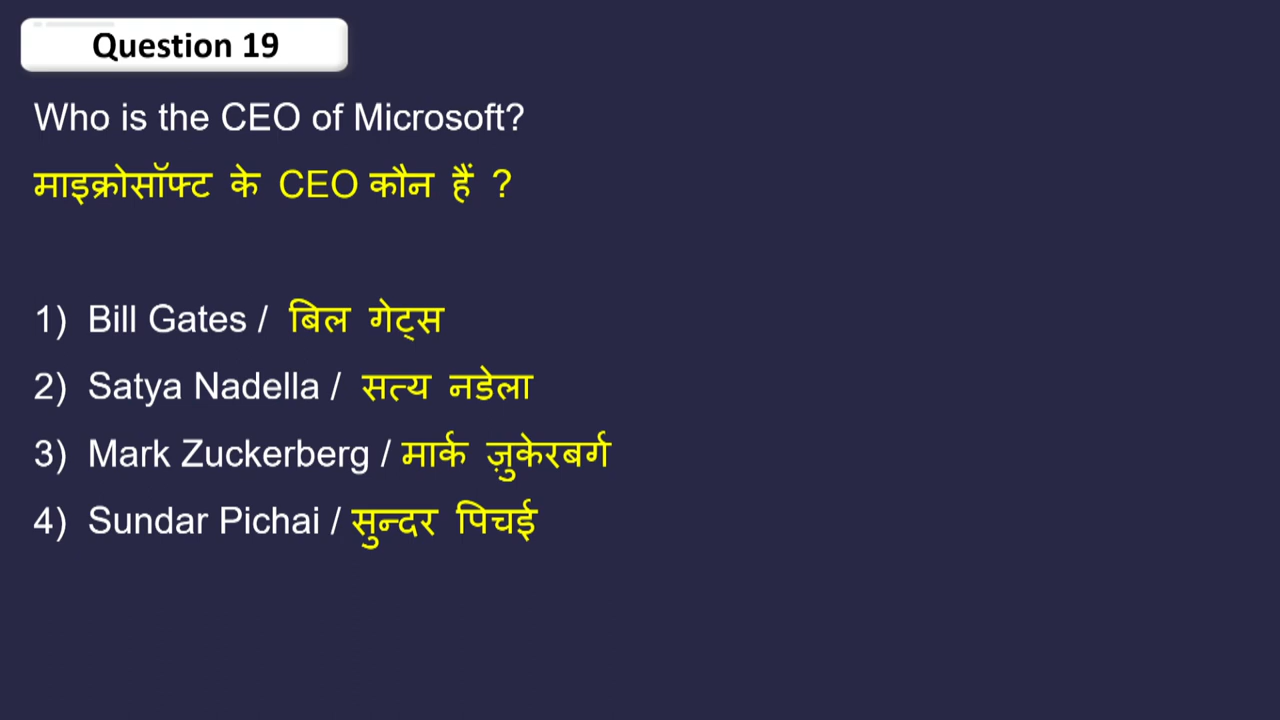 Question 19
Who is the CEO of Microsoft?
माइक्रोसॉफ्ट के CEO कौन हैं ?
1) Bill Gates / बिल गेट्स
2) Satya Nadella / सत्य नडेला
3) Mark Zuckerberg / मार्क ज़ुकेरबर्ग
4) Sundar Pichai / सुन्दर पिचई